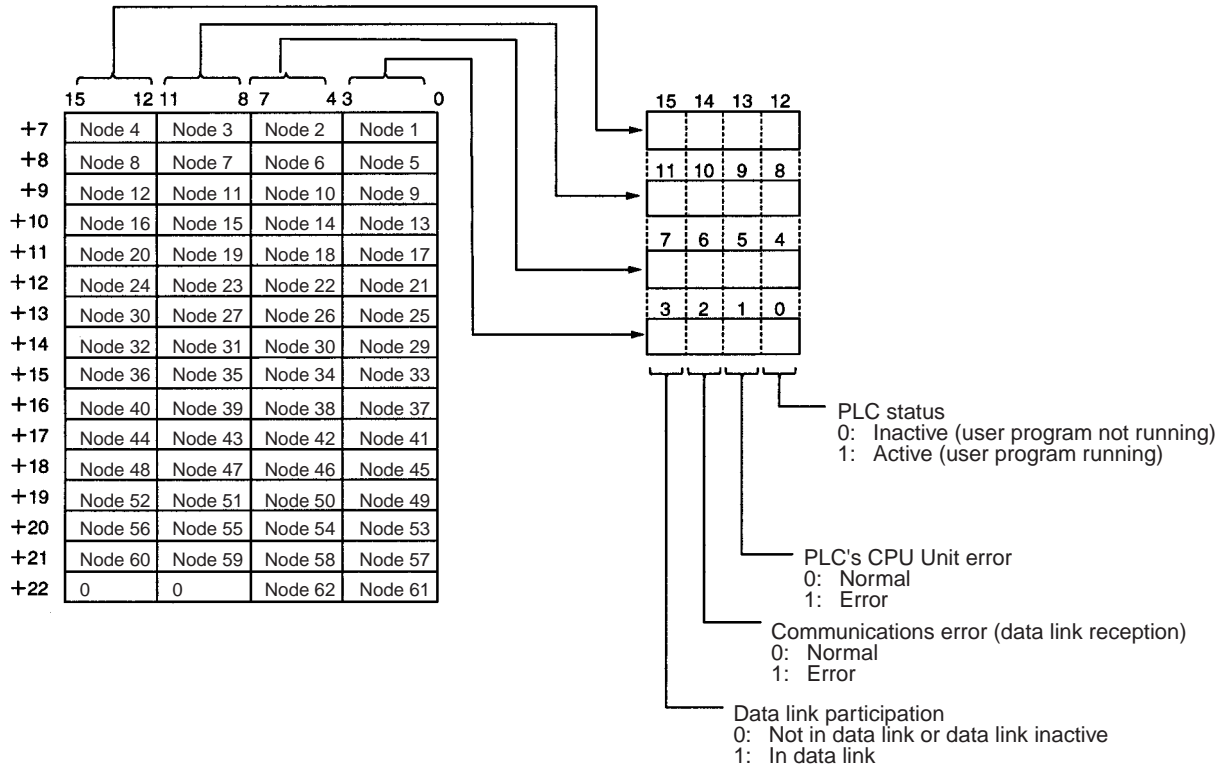 15 12 11 8 7 4 3 0
+7 Node 4 Node 3 Node 2 Node 1
+8 Node 8 Node 7 Node 6 Node 5
+9 Node 12 Node 11 Node 10 Node 9
+10 Node 16 Node 15 Node 14 Node 13
+11 Node 20 Node 19 Node 18 Node 17
+12 Node 24 Node 23 Node 22 Node 21
+13 Node 30 Node 27 Node 26 Node 25
+14 Node 32 Node 31 Node 30 Node 29
+15 Node 36 Node 35 Node 34 Node 33
+16 Node 40 Node 39 Node 38 Node 37
+17 Node 44 Node 43 Node 42 Node 41
+18 Node 48 Node 47 Node 46 Node 45
+19 Node 52 Node 51 Node 50 Node 49
+20 Node 56 Node 55 Node 54 Node 53
+21 Node 60 Node 59 Node 58 Node 57
+22 0 0 Node 62 Node 61
15 14 13 12
11 10 9 8
7 6 5 4
3 2 1 0
PLC status
0: Inactive (user program not running)
1: Active (user program running)
PLC's CPU Unit error
0: Normal
1: Error
Communications error (data link reception)
0: Normal
1: Error
Data link participation
0: Not in data link or data link inactive
1: In data link